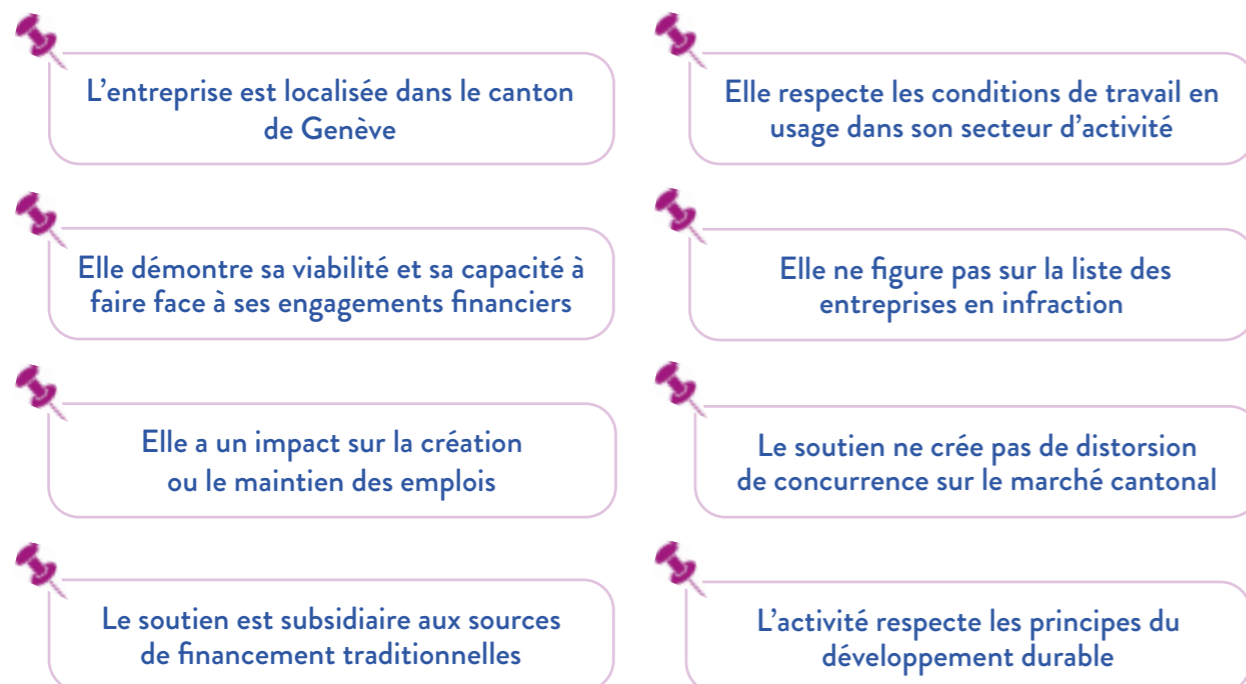 L’entreprise est localisée dans le canton
de Genève
Elle respecte les conditions de travail en
usage dans son secteur d’activité
Elle démontre sa viabilité et sa capacité à
faire face à ses engagements financiers
Elle ne figure pas sur la liste des
entreprises en infraction
Elle a un impact sur la création
ou le maintien des emplois
Le soutien ne crée pas de distorsion
de concurrence sur le marché cantonal
Le soutien est subsidiaire aux sources
de financement traditionnelles
L’activité respecte les principes du
développement durable